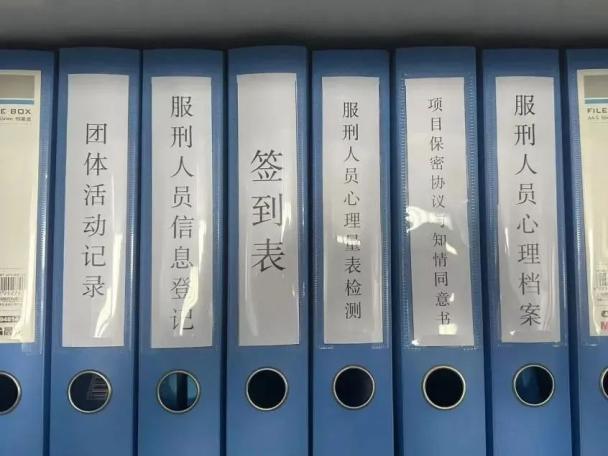 E BOX
团体活动记录
服刑人员信息登记
签到表
服刑人员心理量表检测
项目保密协议与知情同意书
服刑人员心理档案
FILE